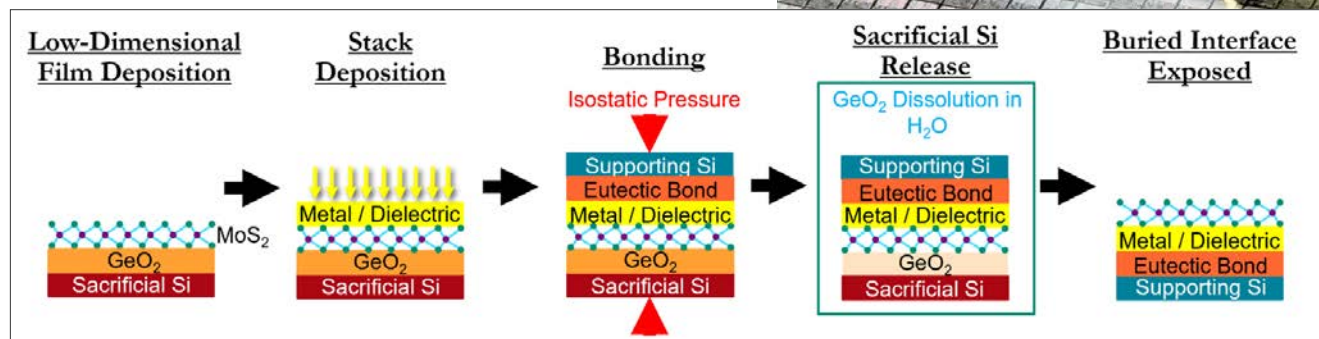 Low-Dimensional
Film Deposition
MoS₂
GeO₂
Sacrificial Si
Stack
Deposition
Metal / Dielectric
GeO₂
Sacrificial Si
Bonding
Isostatic Pressure
Supporting Si
Eutectic Bond
Metal / Dielectric
GeO₂
Sacrificial Si
Sacrificial Si
Release
GeO₂ Dissolution in
H₂O
Supporting Si
Eutectic Bond
Metal / Dielectric
GeO₂
Sacrificial Si
Buried Interface
Exposed
Metal / Dielectric
Eutectic Bond
Supporting Si